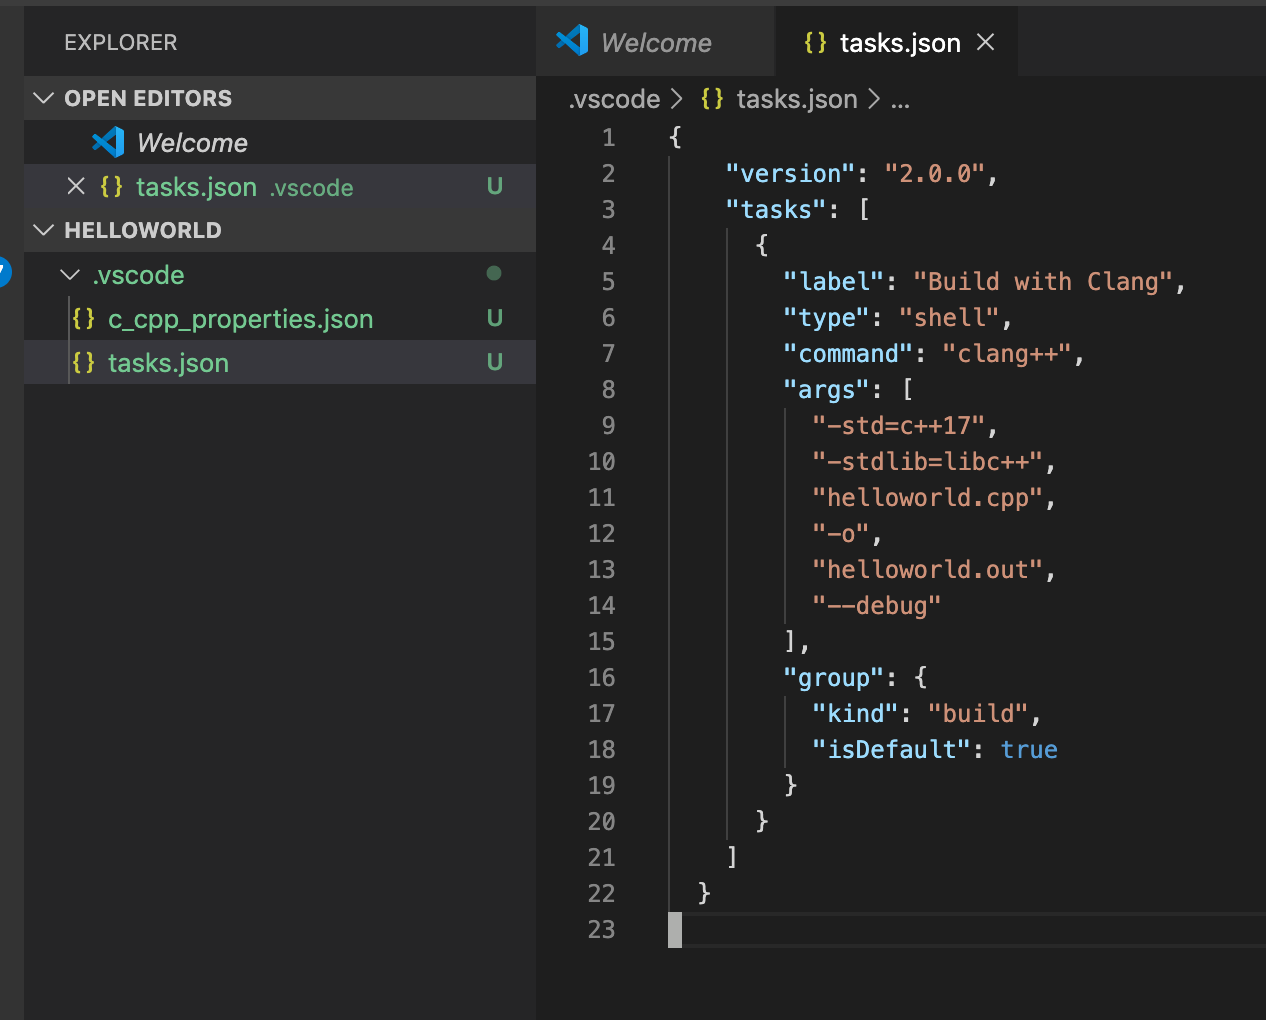 EXPLORER
OPEN EDITORS
Welcome
tasks.json .vscode U
HELLOWORLD
.vscode
{} c_cpp_properties.json U
{} tasks.json U
Welcome
{} tasks.json
.vscode > {} tasks.json > ...
1 {
2 "version": "2.0.0",
3 "tasks": [
4 {
5 "label": "Build with Clang",
6 "type": "shell",
7 "command": "clang++",
8 "args": [
9 "-std=c++17",
10 "-stdlib=libc++",
11 "helloworld.cpp",
12 "-o",
13 "helloworld.out",
14 "--debug"
15 ],
16 "group": {
17 "kind": "build",
18 "isDefault": true
19 }
20 }
21 ]
22 }
23